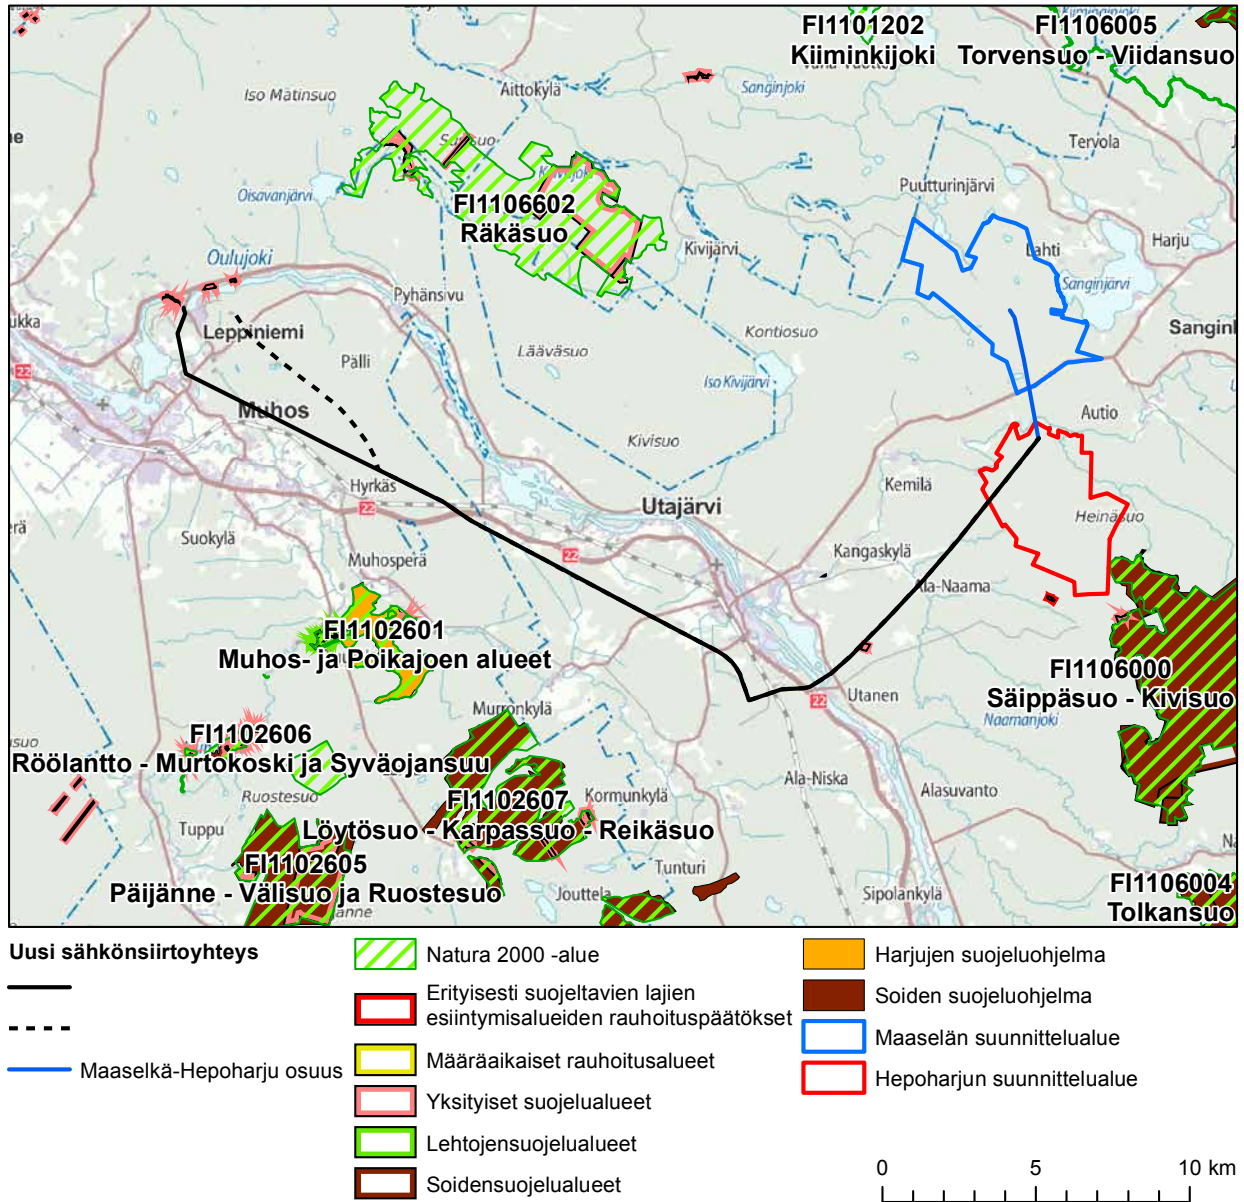 FI1101202
Kiiminkijoki
FI1106005
Torvensuo - Viidansuo
Iso Matinsuo
Aittokylä
Sanginjoki
Tervola
Oisavanjärvi
FI1106602
Räkäsuo
Puutturinjärvi
Kivijärvi
Lahti
Harju
Sanginjärvi
Oulujoki
Pyhänsivu
Leppiniemi
Pälli
Lääväsuo
Kontiosuo
Iso Kivijärvi
22
Muhos
Kivisuo
Autio
Hyrkäs
22
Utajärvi
Kemilä
Heinäsuo
Suokylä
Muhosperä
22
Kangaskylä
Ala-Naama
FI1102601
Muhos- ja Poikajoen alueet
FI1106000
Säippäsuo - Kivisuo
Utanen
22
Naamanjoki
Murronkylä
FI1102606
Röölantto - Murtokoski ja Syväojansuu
Ruostesuo
Ala-Niska
Alasuvanto
FI1102607
Löytösuo - Karpassuo - Reikäsuo
Kormunkylä
Tuppu
FI1102605
Päijänne - Välisuo ja Ruostesuo
Tunturi
Jouttela
Sipolankylä
FI1106004
Tolkansuo
Uusi sähkönsiirtoyhteys
Maaselkä-Hepoharju osuus
Natura 2000 -alue
Erityisesti suojeltavien lajien
esiintymisalueiden rauhoituspäätökset
Määräaikaiset rauhoitusalueet
Yksityiset suojelualueet
Lehtojensuojelualueet
Soidensuojelualueet
Harjujen suojeluohjelma
Soiden suojeluohjelma
Maaselän suunnittelualue
Hepoharjun suunnittelualue
0 5 10 km